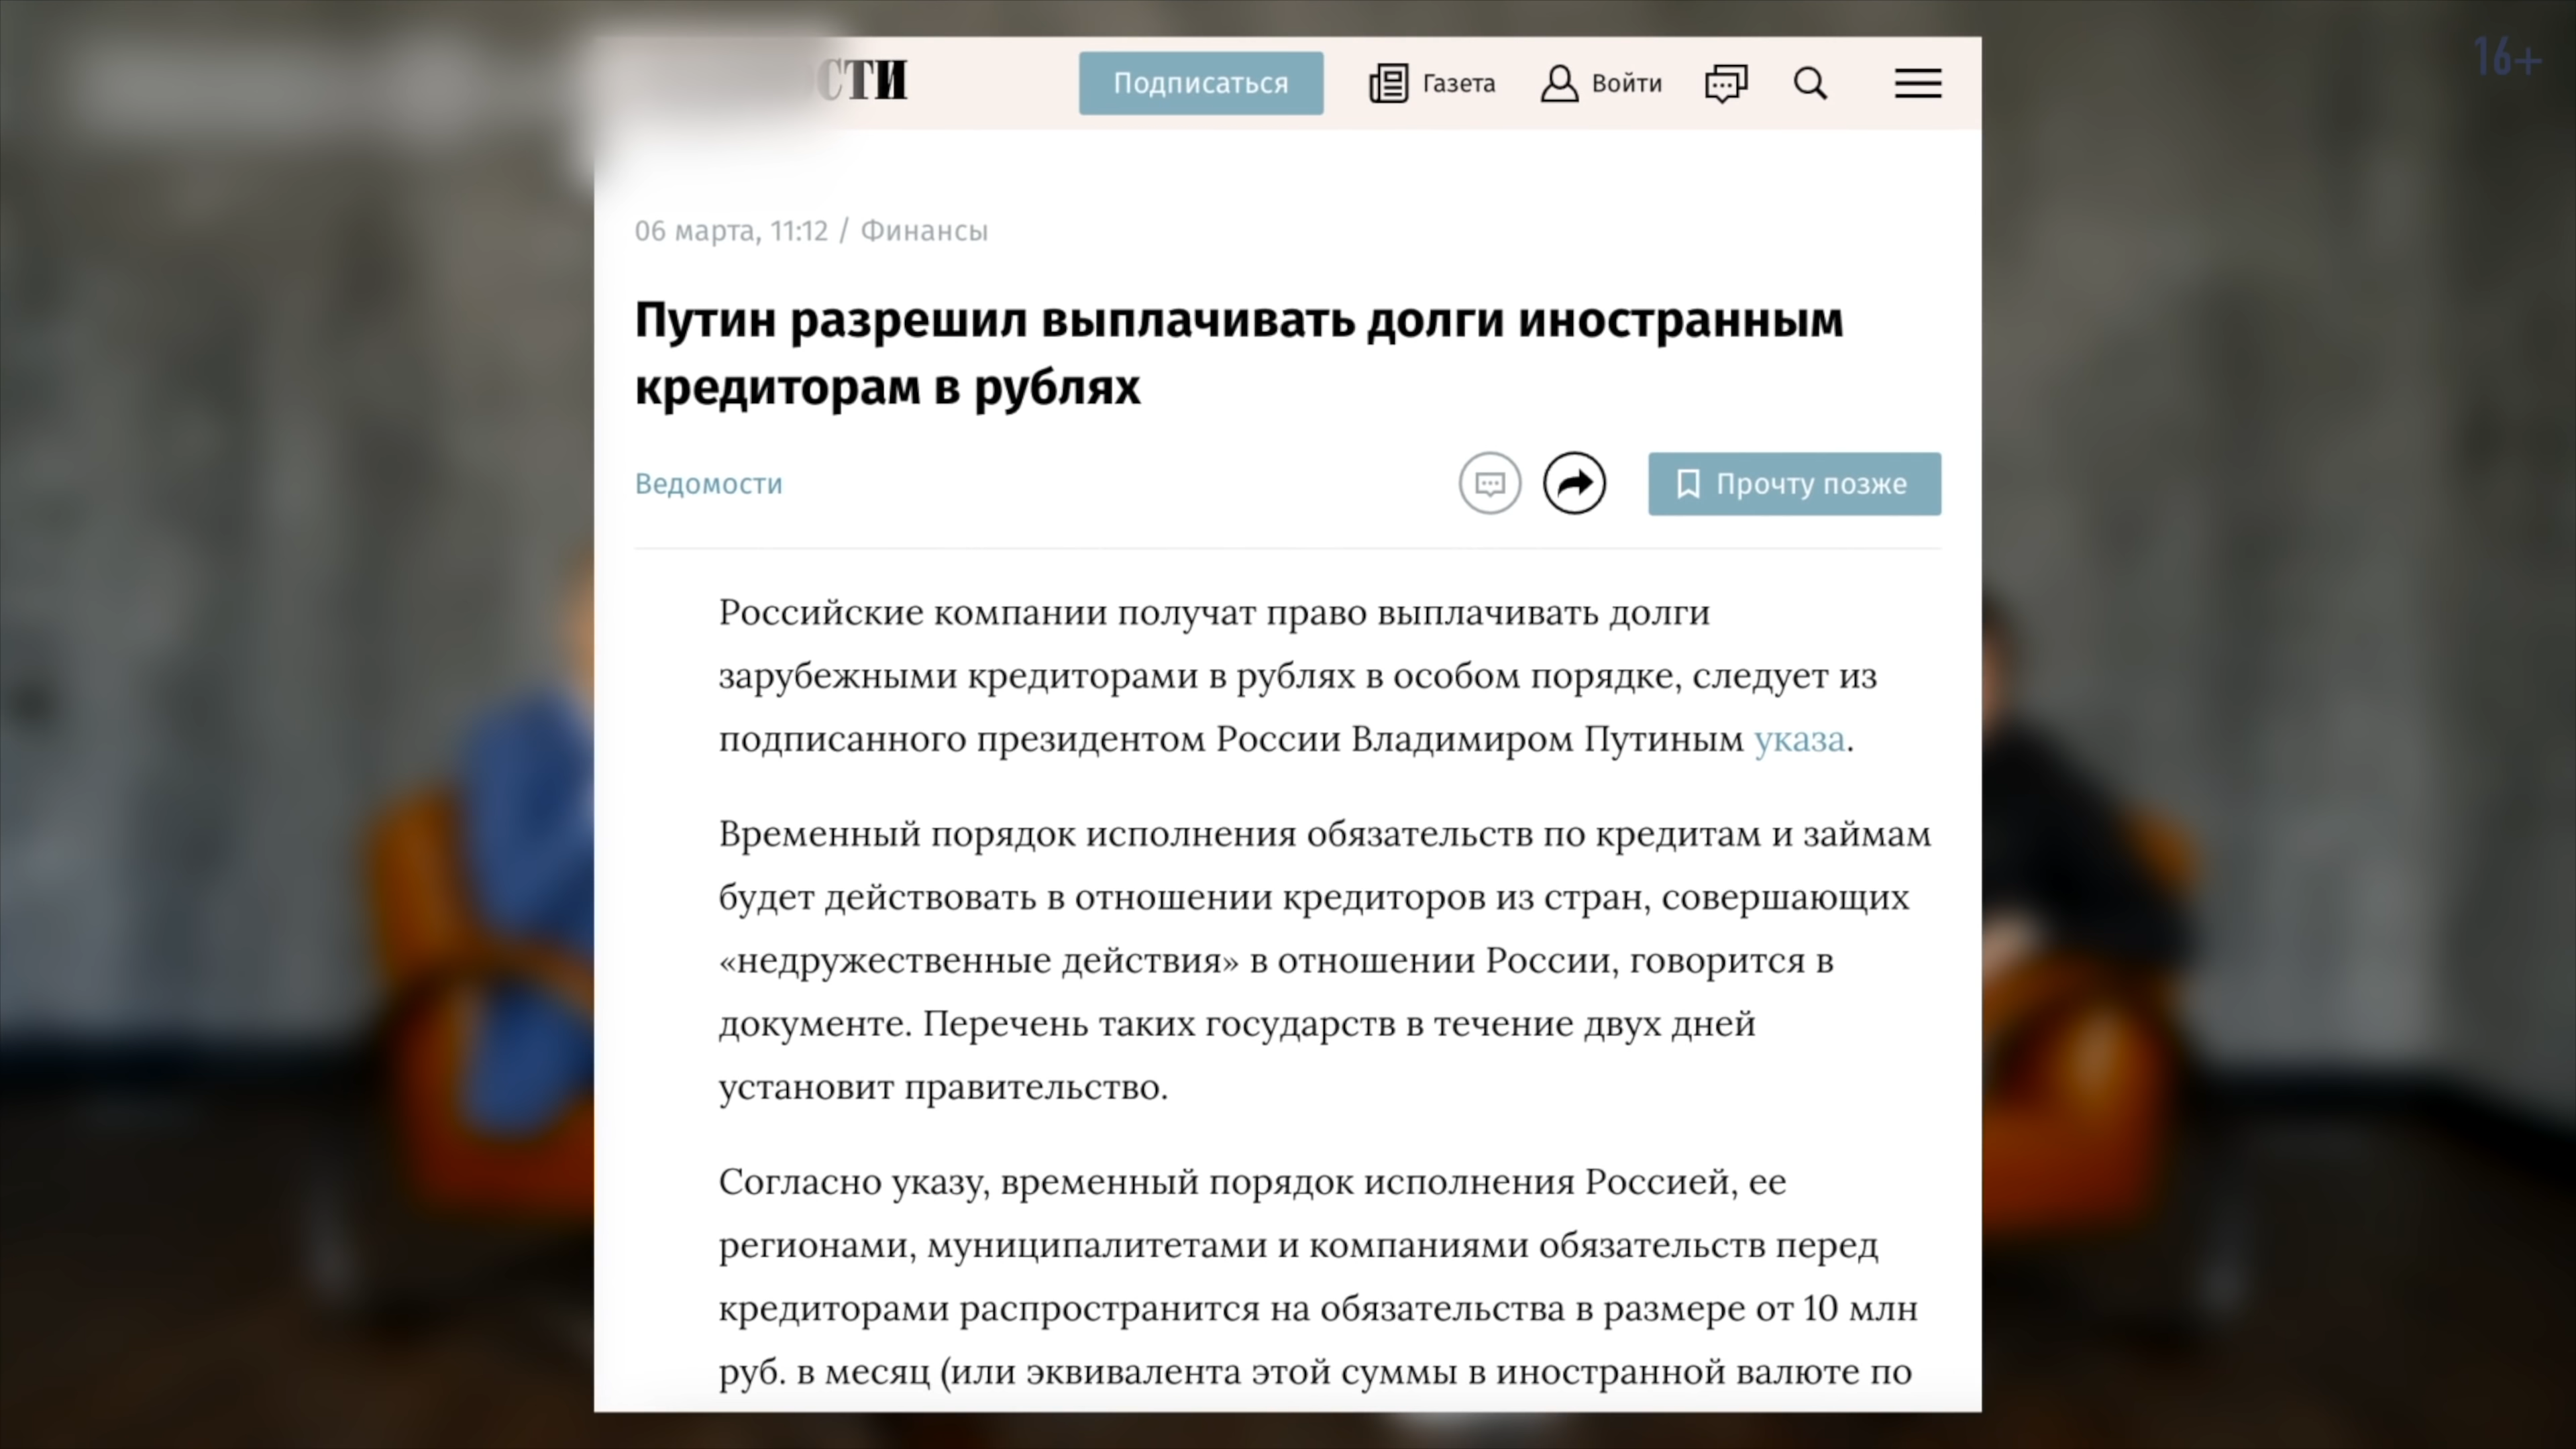 СТИ
Подписаться
Газета
Войти
16+
06 марта, 11:12 / Финансы
Путин разрешил выплачивать долги иностранным
кредиторам в рублях
Ведомости
Прочту позже
Российские компании получат право выплачивать долги
зарубежными кредиторами в рублях в особом порядке, следует из
подписанного президентом России Владимиром Путиным указа.
Временный порядок исполнения обязательств по кредитам и займам
будет действовать в отношении кредиторов из стран, совершающих
«недружественные действия» в отношении России, говорится в
документе. Перечень таких государств в течение двух дней
установит правительство.
Согласно указу, временный порядок исполнения Россией, ее
регионами, муниципалитетами и компаниями обязательств перед
кредиторами распространится на обязательства в размере от 10 млн
руб. в месяц (или эквивалента этой суммы в иностранной валюте по